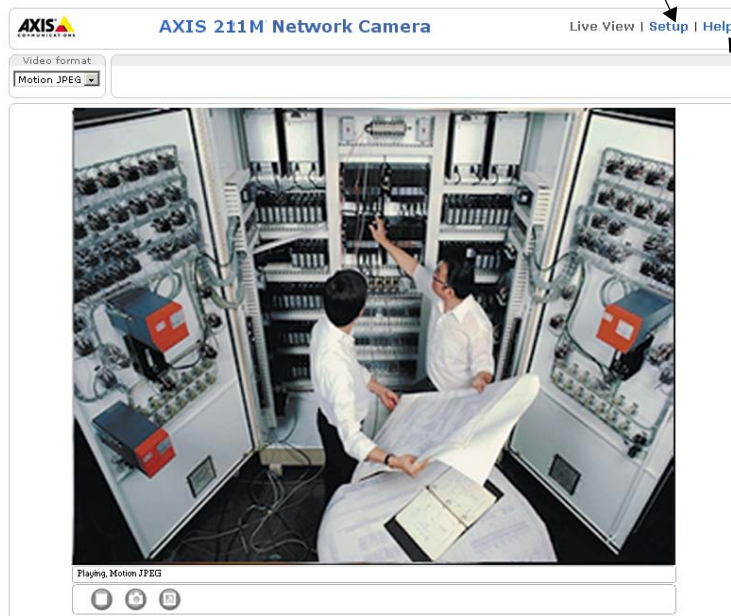 AXIS
COMMUNICATIONS
AXIS 211M Network Camera
Live View | Setup | Help
Video format
Motion JPEG
Playing, Motion JPEG